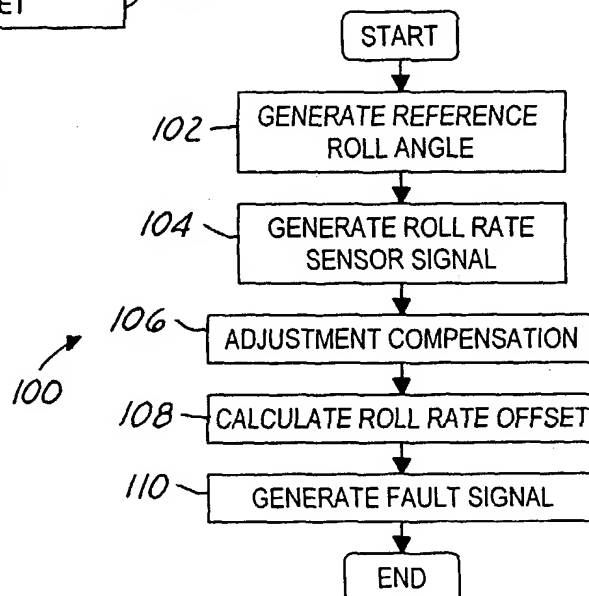 ET
START
102
GENERATE REFERENCE
ROLL ANGLE
104
GENERATE ROLL RATE
SENSOR SIGNAL
106
ADJUSTMENT COMPENSATION
100
108
CALCULATE ROLL RATE OFFSET
110
GENERATE FAULT SIGNAL
END